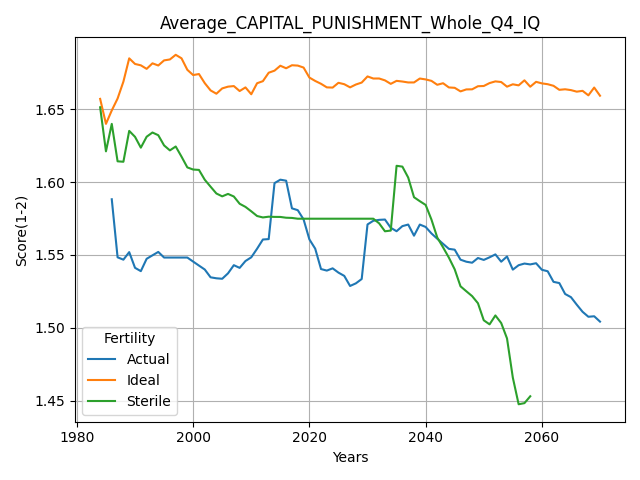 Average_CAPITAL_PUNISHMENT_Whole_Q4_IQ
Score(1-2)
1.65
1.60
1.55
1.50
1.45
Fertility
Actual
Ideal
Sterile
1980
2000
2020
2040
2060
Years